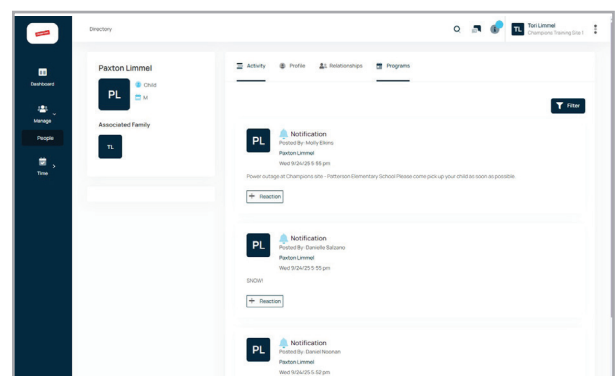 Directory
TL
Tori Limmel
Champions Training Site 1
Dashboard
Manage
People
Time
Paxton Limmel
PL
Child
M
Associated Family
TL
Activity
Profile
Relationships
Programs
Filter
PL
Notification
Posted By: Molly Elkins
Paxton Limmel
Wed 9/24/25 5:55 pm
Power outage at Champions site - Patterson Elementary School Please come pick up your child as soon as possible.
+ Reaction
PL
Notification
Posted By: Danielle Salzano
Paxton Limmel
Wed 9/24/25 5:55 pm
SNOW!
+ Reaction
PL
Notification
Posted By: Daniel Noonan
Paxton Limmel
Wed 9/24/25 5:52 pm